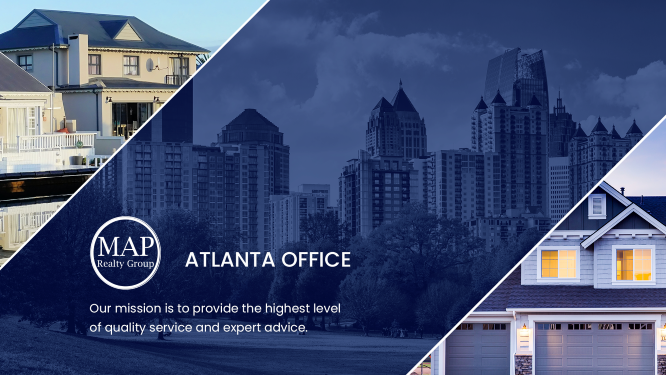 MAP
Realty Group
ATLANTA OFFICE
Our mission is to provide the highest level
of quality service and expert advice.